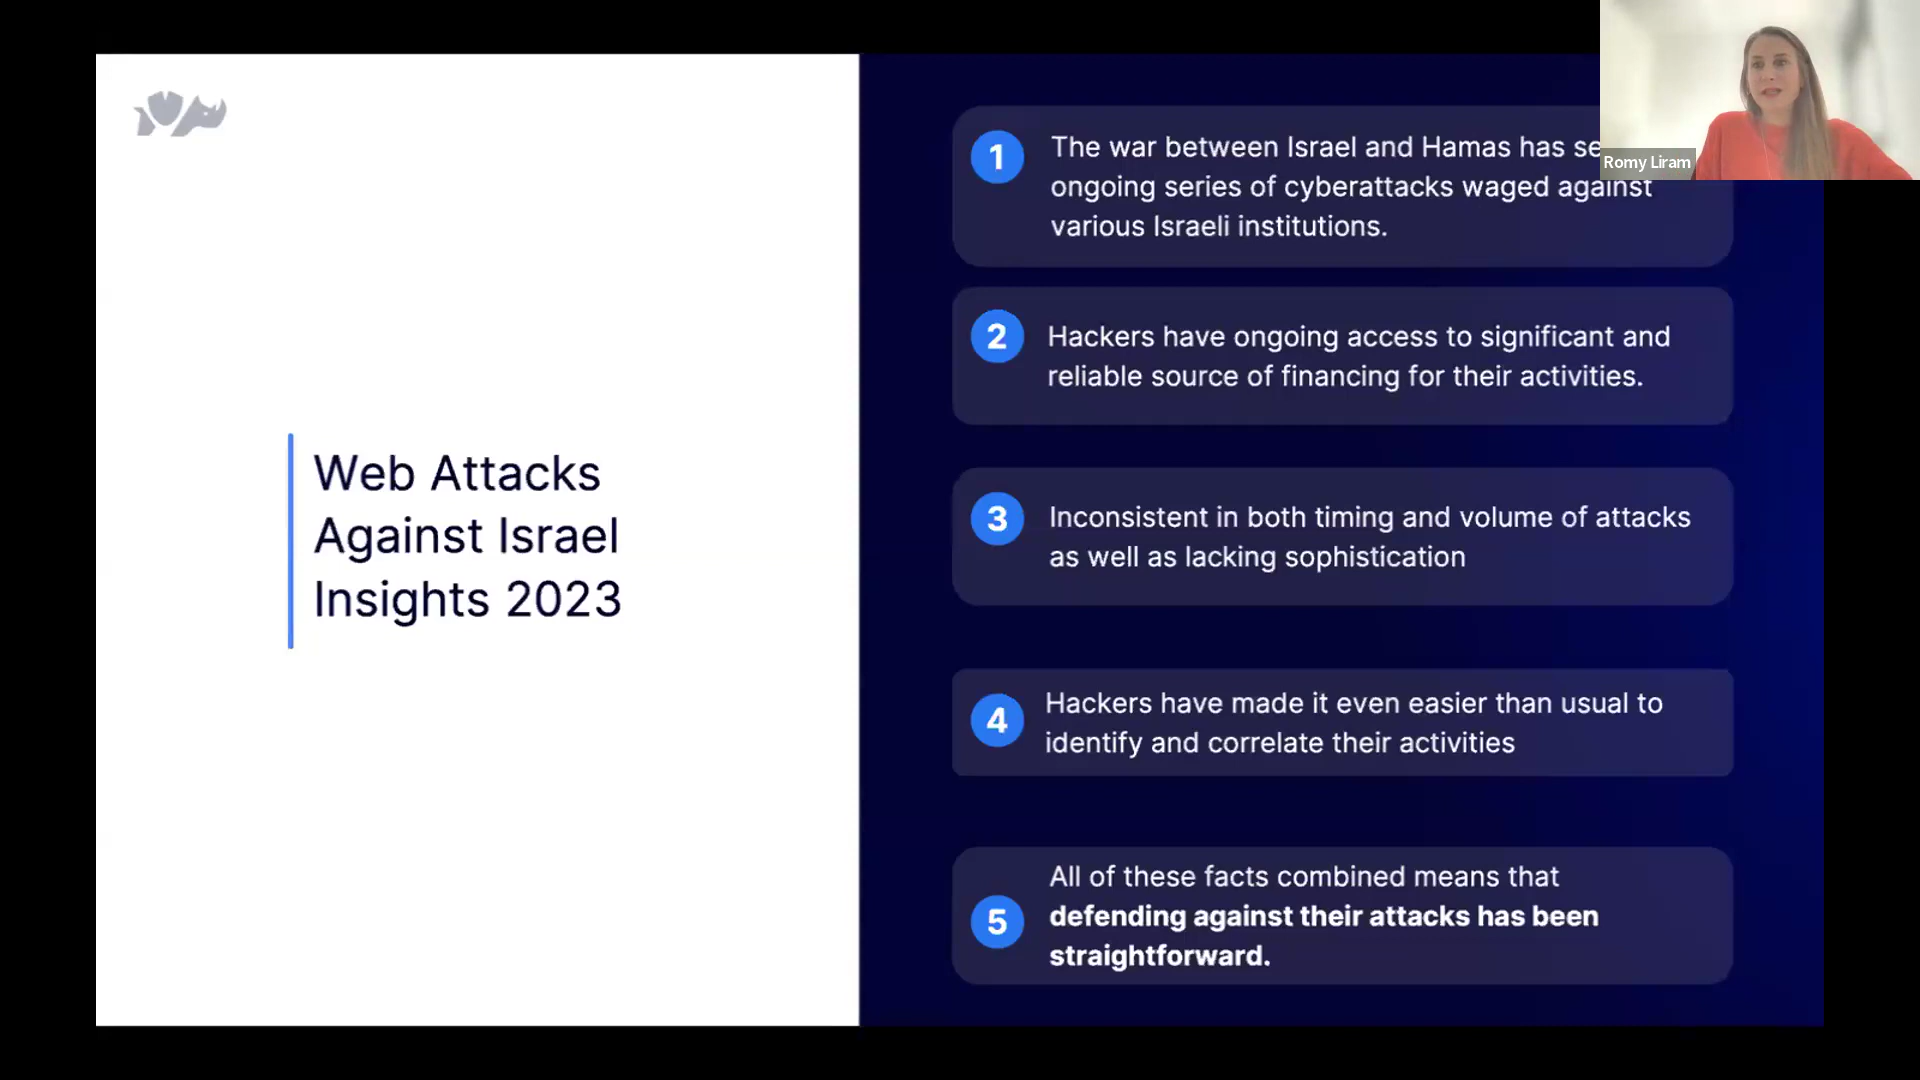 Web Attacks
Against Israel
Insights 2023
1
The war between Israel and Hamas has
ongoing series of cyberattacks waged against
various Israeli institutions.
2
Hackers have ongoing access to significant and
reliable source of financing for their activities.
3
Inconsistent in both timing and volume of attacks
as well as lacking sophistication
4
Hackers have made it even easier than usual to
identify and correlate their activities
5
All of these facts combined means that
defending against their attacks has been
straightforward.
Romy Liram